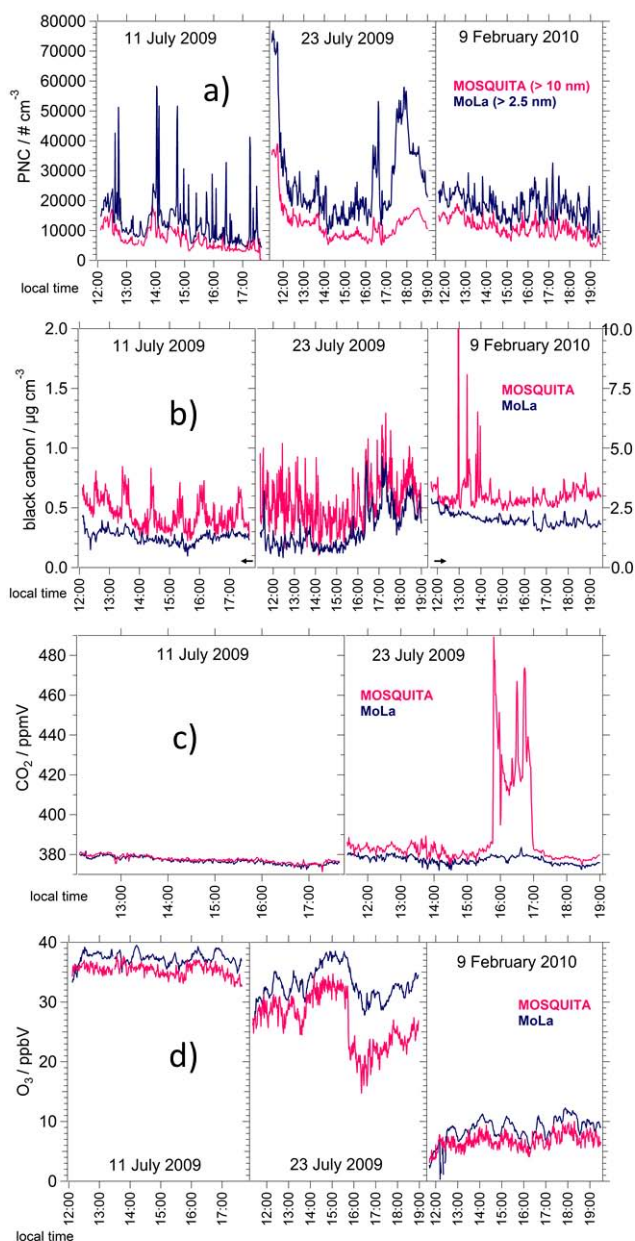 11 July 2009
23 July 2009
9 February 2010
a)
MOSQUITA (> 10 nm)
MoLa (> 2.5 nm)
PNC / # cm⁻³
80000
70000
60000
50000
40000
30000
20000
10000
0
local time
12:00 13:00 14:00 15:00 16:00 17:00
12:00 13:00 14:00 15:00 16:00 17:00 18:00 19:00
12:00 13:00 14:00 15:00 16:00 17:00 18:00 19:00
11 July 2009
23 July 2009
9 February 2010
b)
MOSQUITA
MoLa
black carbon / µg cm⁻³
2.0
1.5
1.0
0.5
0.0
10.0
7.5
5.0
2.5
0.0
local time
12:00 13:00 14:00 15:00 16:00 17:00
12:00 13:00 14:00 15:00 16:00 17:00 18:00 19:00
12:00 13:00 14:00 15:00 16:00 17:00 18:00 19:00
11 July 2009
23 July 2009
c)
MOSQUITA
MoLa
CO₂ / ppmV
480
460
440
420
400
380
local time
13:00 14:00 15:00 16:00 17:00
12:00 13:00 14:00 15:00 16:00 17:00 18:00 19:00
9 February 2010
MOSQUITA
MoLa
d)
O₃ / ppbV
40
30
20
10
0
11 July 2009
23 July 2009
local time
12:00 13:00 14:00 15:00 16:00 17:00
12:00 13:00 14:00 15:00 16:00 17:00 18:00 19:00
12:00 13:00 14:00 15:00 16:00 17:00 18:00 19:00